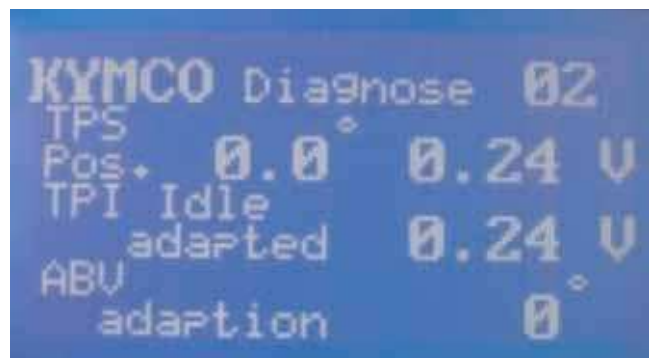 KYMCO Diagnose 02
TPS
Pos. 0.0° 0.24 V
TPI Idle
adapted 0.24 V
ABV
adaption 0°